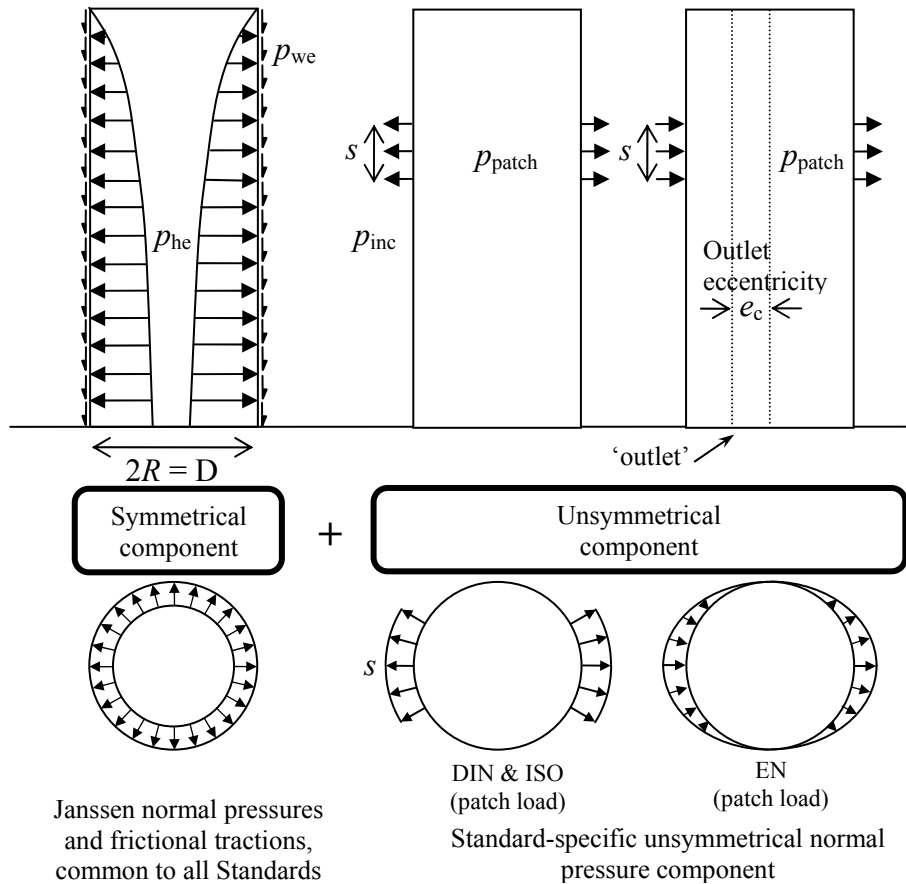 p_we
s
p_patch
s
p_patch
p_he
p_inc
Outlet
eccentricity
e_c
2R = D
'outlet'
Symmetrical
component
+
Unsymmetrical
component
s
DIN & ISO
(patch load)
EN
(patch load)
Janssen normal pressures
and frictional tractions,
common to all Standards
Standard-specific unsymmetrical normal
pressure component